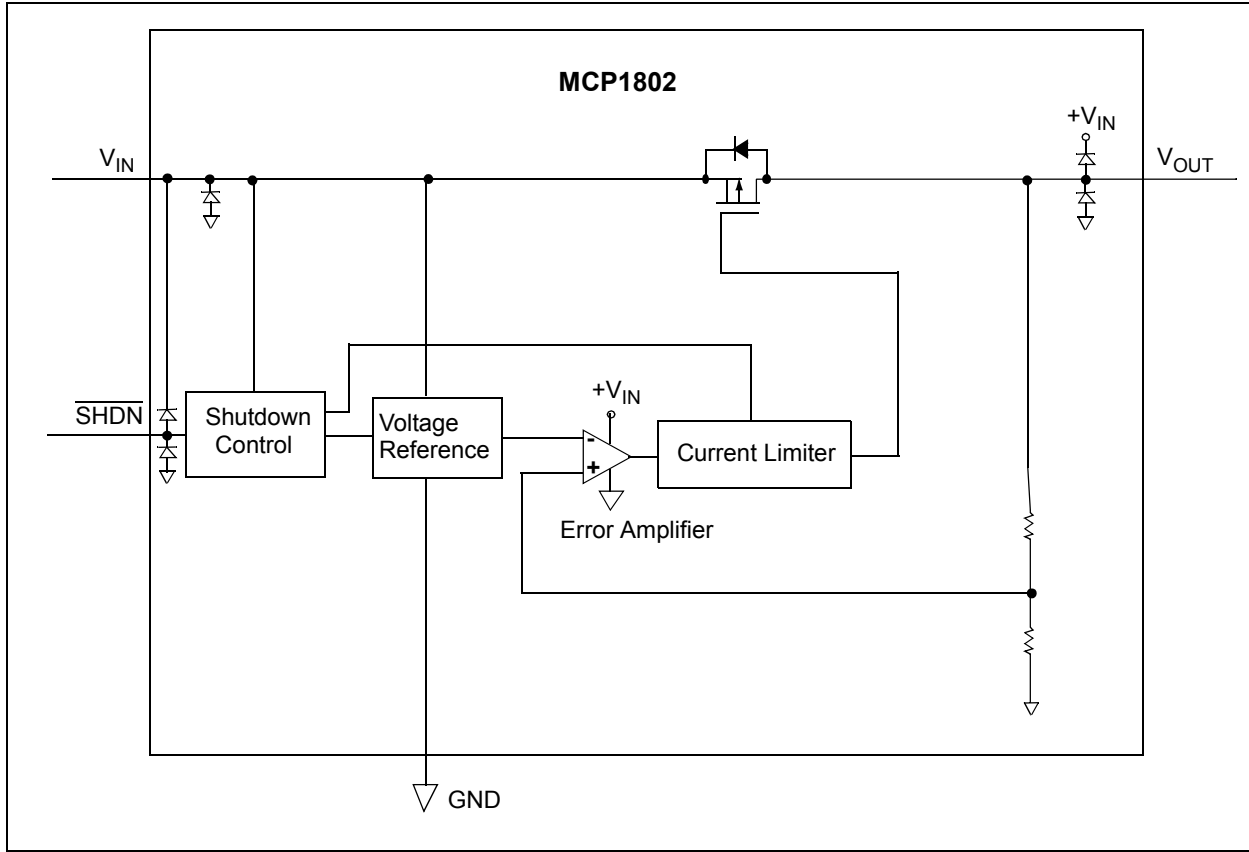 MCP1802
+VIN
VIN
VOUT
+VIN
SHDN
Shutdown
Control
Voltage
Reference
-
+
Current Limiter
Error Amplifier
GND